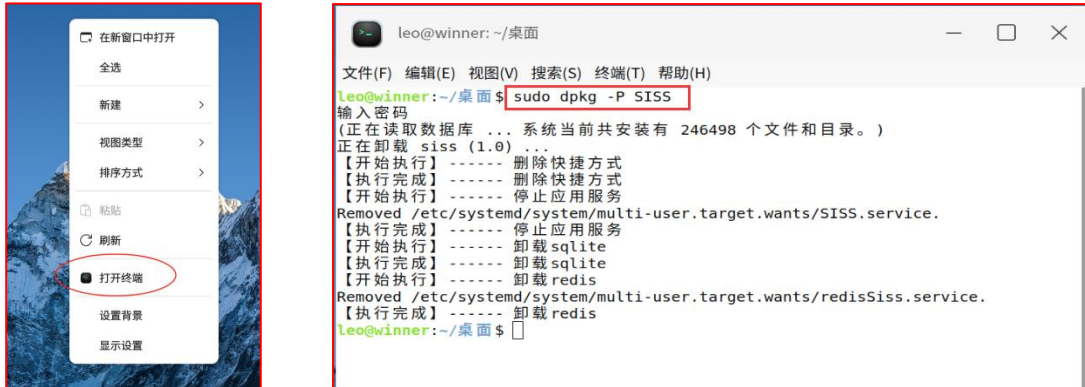 在新窗口中打开
全选
新建
视图类型
排序方式
粘贴
刷新
打开终端
设置背景
显示设置
leo@winner: ~/桌面
文件(F) 编辑(E) 视图(V) 搜索(S) 终端(T) 帮助(H)
leo@winner:~/桌面$ sudo dpkg -P SISS
输入密码
(正在读取数据库 ... 系统当前共安装有 246498 个文件和目录。)
正在卸载 siss (1.0) ...
【开始执行】------ 删除快捷方式
【执行完成】------ 删除快捷方式
【开始执行】------ 停止应用服务
Removed /etc/systemd/system/multi-user.target.wants/SISS.service.
【执行完成】------ 停止应用服务
【开始执行】------ 卸载sqlite
【执行完成】------ 卸载sqlite
【开始执行】------ 卸载redis
Removed /etc/systemd/system/multi-user.target.wants/redisSiss.service.
【执行完成】------ 卸载redis
leo@winner:~/桌面$